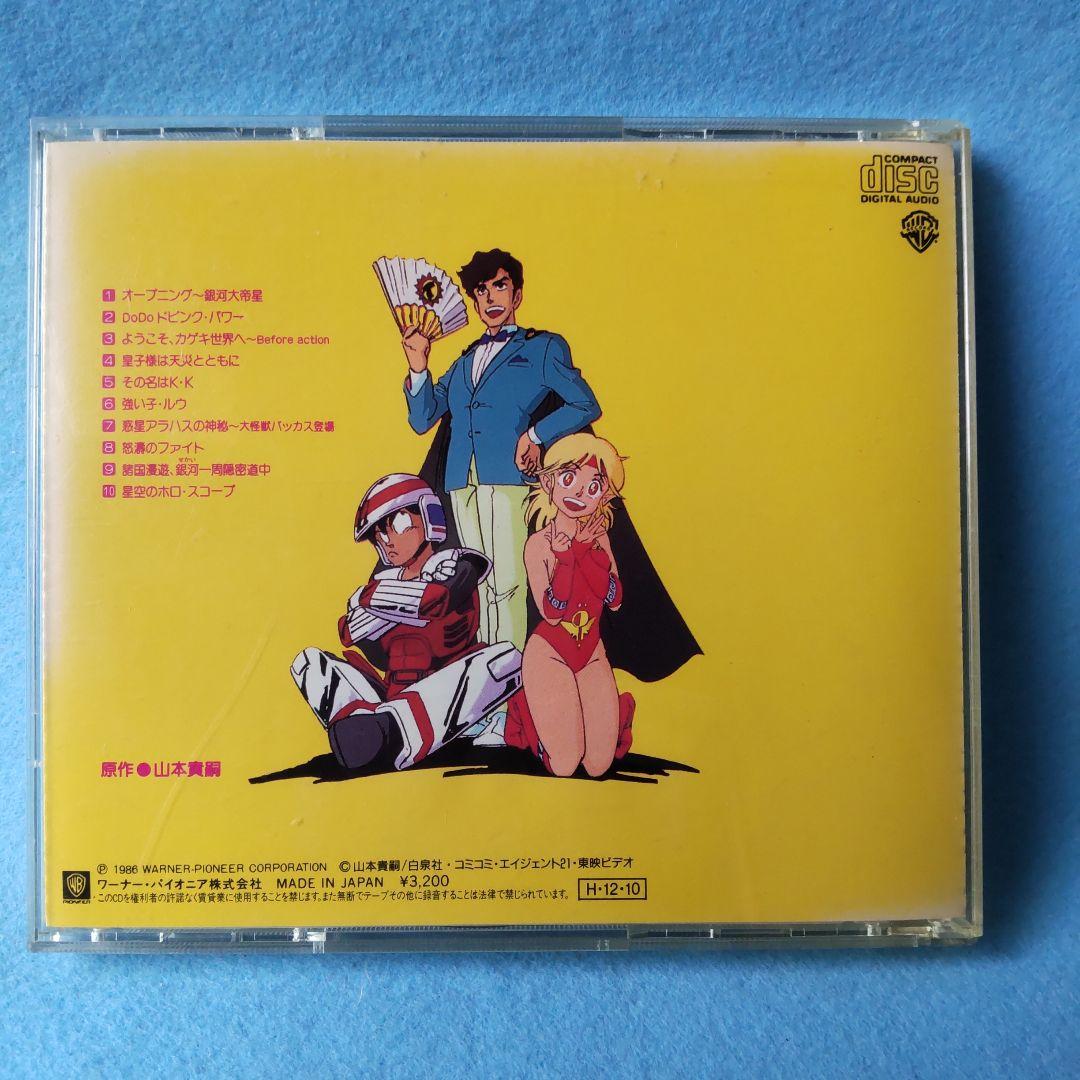 COMPACT
disc
DIGITAL AUDIO
1 オープニング～銀河大帝星
2 DoDoドピンク・パワー
3 ようこそ、カゲキ世界へ～Before action
4 皇子様は天災とともに
5 その名はK・K
6 強い子・ルウ
7 惑星アラハスの神秘～大怪獣バッカス登場
8 怒濤のファイト
せかい
9 諸国漫遊、銀河一周隠密道中
10 星空のホロ・スコープ
原作●山本貴嗣
Ⓟ 1986 WARNER-PIONEER CORPORATION ©山本貴嗣/白泉社・コミコミ・エイジェント21・東映ビデオ
ワーナー・パイオニア株式会社 MADE IN JAPAN ¥3,200
PIONEER
このCDを権利者の許諾なく賃貸業に使用することを禁じます。また無断でテープその他に録音することは法律で禁じられています。
H・12・10